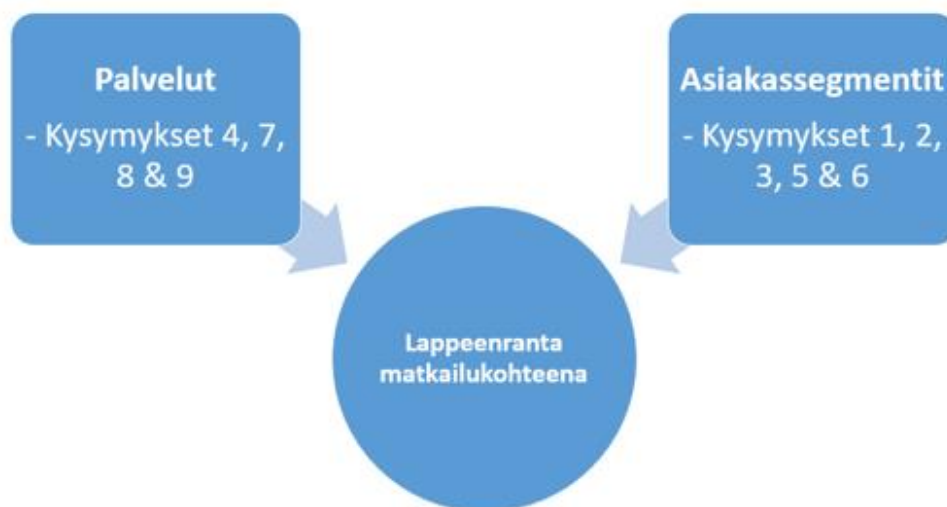 Palvelut
- Kysymykset 4, 7,
8 & 9
Asiakassegmentit
- Kysymykset 1, 2,
3, 5 & 6
Lappeenranta
matkailukohteena